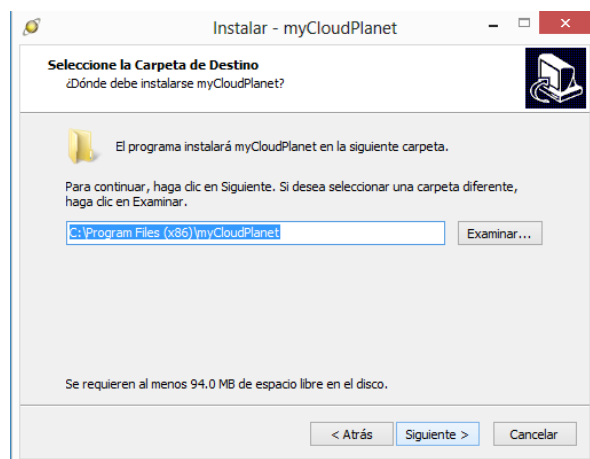 Instalar - myCloudPlanet
Seleccione la Carpeta de Destino
¿Dónde debe instalarse myCloudPlanet?
El programa instalará myCloudPlanet en la siguiente carpeta.
Para continuar, haga clic en Siguiente. Si desea seleccionar una carpeta diferente,
haga clic en Examinar.
C:\Program Files (x86)\myCloudPlanet
Examinar...
Se requieren al menos 94.0 MB de espacio libre en el disco.
< Atrás
Siguiente >
Cancelar